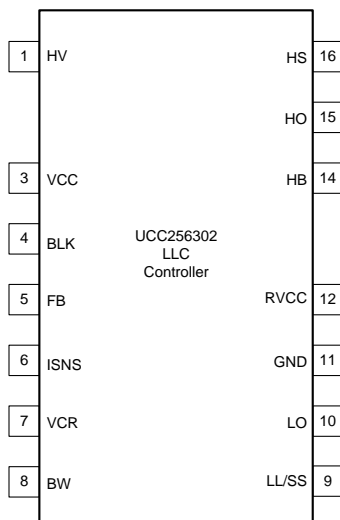 1 HV
HS 16
HO 15
3 VCC
HB 14
4 BLK
UCC256302
LLC
Controller
5 FB
RVCC 12
6 ISNS
GND 11
7 VCR
LO 10
8 BW
LL/SS 9